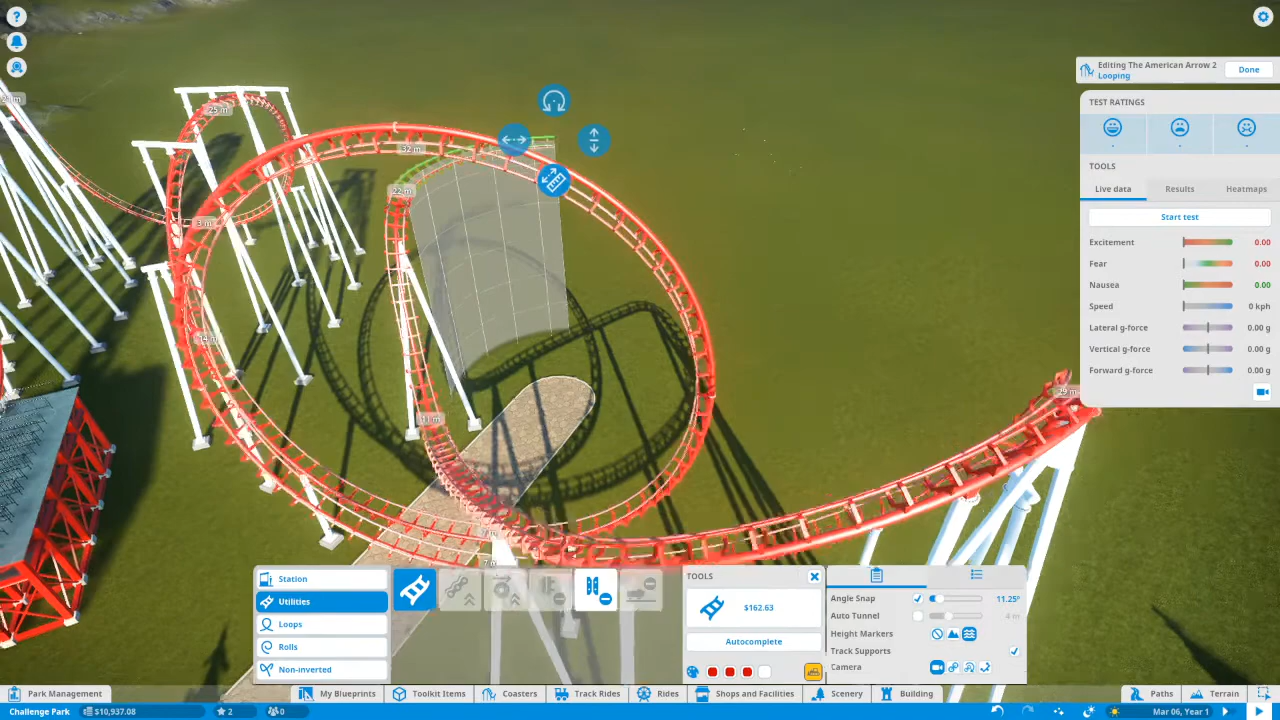 Editing The American Arrow 2
Looping
Done
TEST RATINGS
TOOLS
Live data
Results
Heatmaps
Start test
Excitement 0.00
Fear 0.00
Nausea 0.00
Speed 0 kph
Lateral g-force 0.00 g
Vertical g-force 0.00 g
Forward g-force 0.00 g
25 m
32 m
22 m
3 m
14 m
11 m
29 m
Station
Utilities
Loops
Rolls
Non-inverted
TOOLS
$162.63
Autocomplete
Angle Snap 11.25°
Auto Tunnel 4 m
Height Markers
Track Supports
Camera
Park Management
My Blueprints
Toolkit Items
Coasters
Track Rides
Rides
Shops and Facilities
Scenery
Building
Paths
Terrain
Challenge Park
$10,937.08
2
0
Mar 06, Year 1